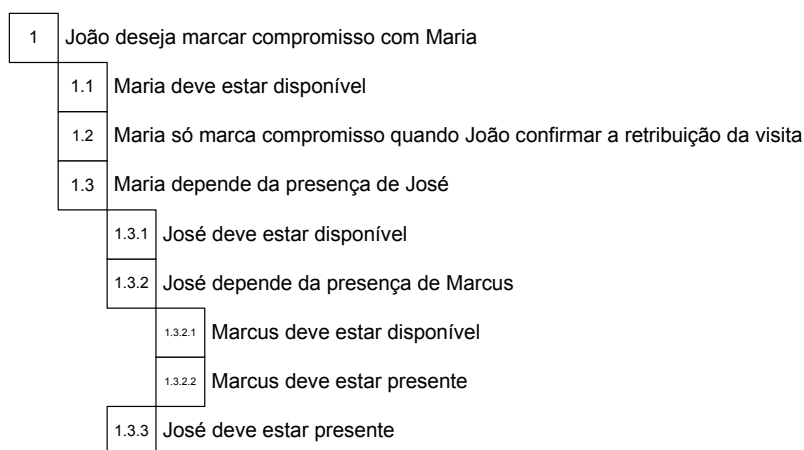 1 João deseja marcar compromisso com Maria
1.1 Maria deve estar disponível
1.2 Maria só marca compromisso quando João confirmar a retribuição da visita
1.3 Maria depende da presença de José
1.3.1 José deve estar disponível
1.3.2 José depende da presença de Marcus
1.3.2.1 Marcus deve estar disponível
1.3.2.2 Marcus deve estar presente
1.3.3 José deve estar presente